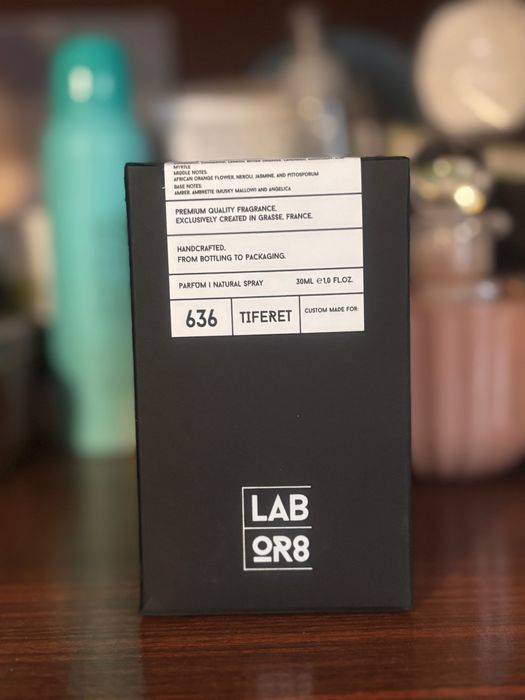 MYRTLE
MIDDLE NOTES:
AFRICAN ORANGE FLOWER, NEROLI, JASMINE, AND PITTOSPORUM
BASE NOTES:
AMBER, AMBRETTE (MUSKY MALLOW) AND ANGELICA
PREMIUM QUALITY FRAGRANCE.
EXCLUSIVELY CREATED IN GRASSE, FRANCE.
HANDCRAFTED.
FROM BOTTLING TO PACKAGING.
PARFÜM I NATURAL SPRAY 30ML ℮1.0 FL.OZ.
636 TIFERET CUSTOM MADE FOR:
LAB
OR8